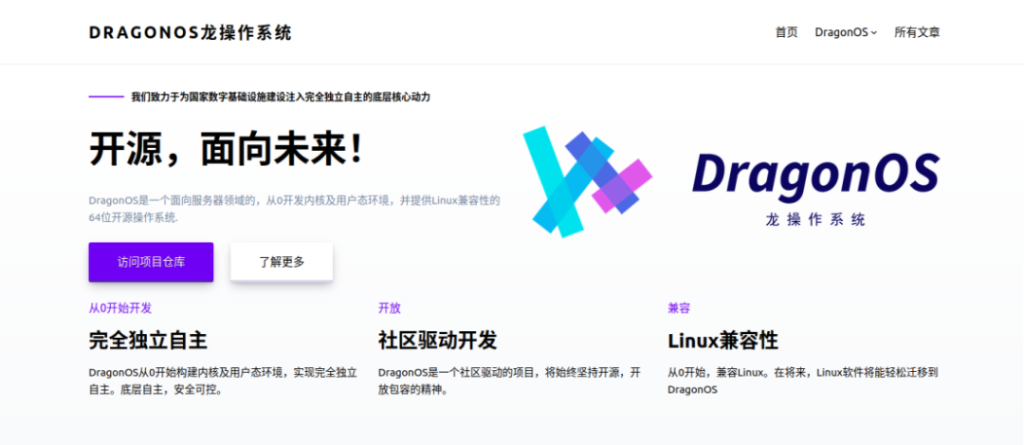 DRAGONOS龙操作系统
首页 DragonOS 所有文章
我们致力于为国家数字基础设施建设注入完全独立自主的底层核心动力
开源，面向未来！
DragonOS是一个面向服务器领域的，从0开发内核及用户态环境，并提供Linux兼容性的
64位开源操作系统.
访问项目仓库 了解更多
DragonOS
龙操作系统
从0开始开发
完全独立自主
DragonOS从0开始构建内核及用户态环境，实现完全独立
自主。底层自主，安全可控。
开放
社区驱动开发
DragonOS是一个社区驱动的项目，将始终坚持开源，开
放包容的精神。
兼容
Linux兼容性
从0开始，兼容Linux。在将来，Linux软件将能轻松迁移到
DragonOS